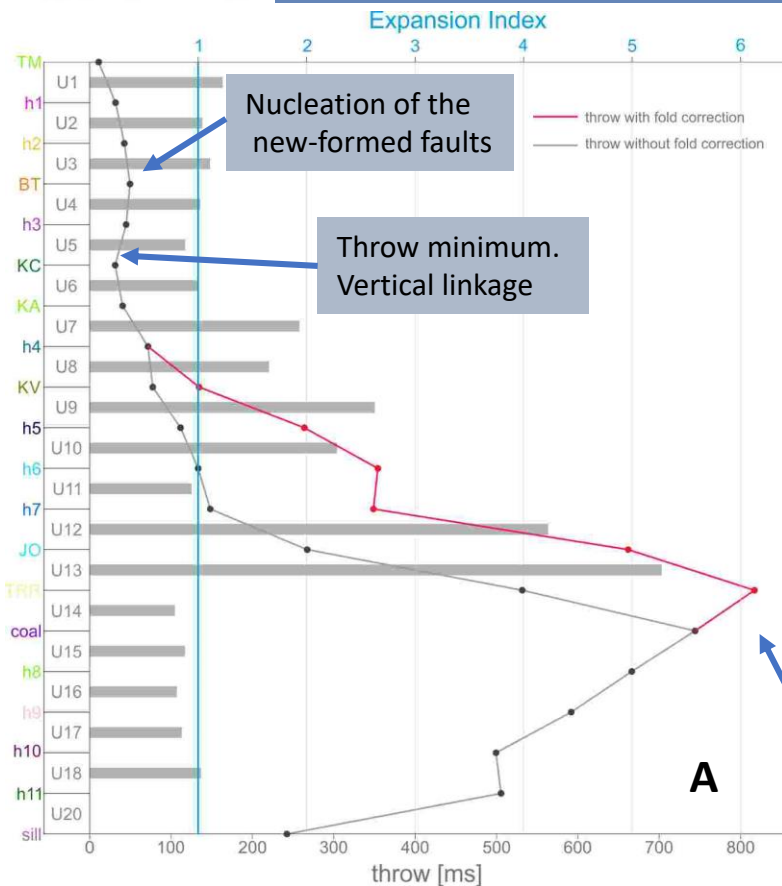 Expansion Index
1 2 3 4 5 6
TM
U1
h1
U2
h2
U3
BT
U4
h3
U5
KC
U6
KA
U7
h4
U8
KV
U9
h5
U10
h6
U11
h7
U12
JO
U13
TRR
U14
coal
U15
h8
U16
h9
U17
h10
U18
h11
U20
sill
Nucleation of the
new-formed faults
throw with fold correction
throw without fold correction
Throw minimum.
Vertical linkage
A
0 100 200 300 400 500 600 700 800
throw [ms]